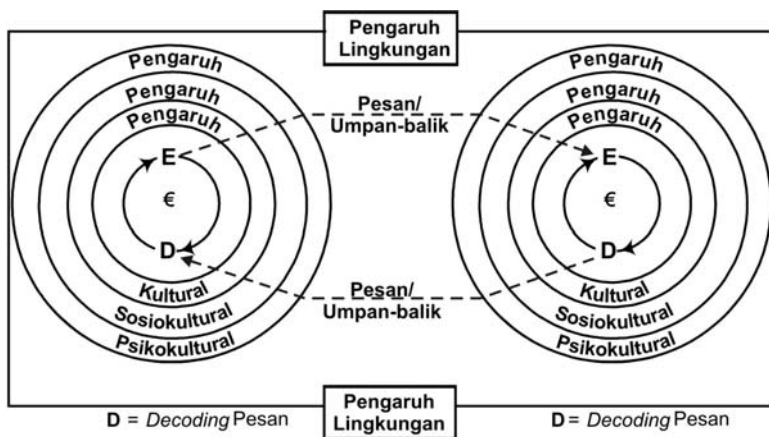 Pengaruh
Lingkungan
Pengaruh
Pengaruh
Pengaruh
E
€
D
Kultural
Sosiokultural
Psikokultural
Pesan/
Umpan-balik
Pesan/
Umpan-balik
Pengaruh
Pengaruh
Pengaruh
E
€
D
Kultural
Sosiokultural
Psikokultural
Pengaruh
Lingkungan
D = Decoding Pesan
D = Decoding Pesan